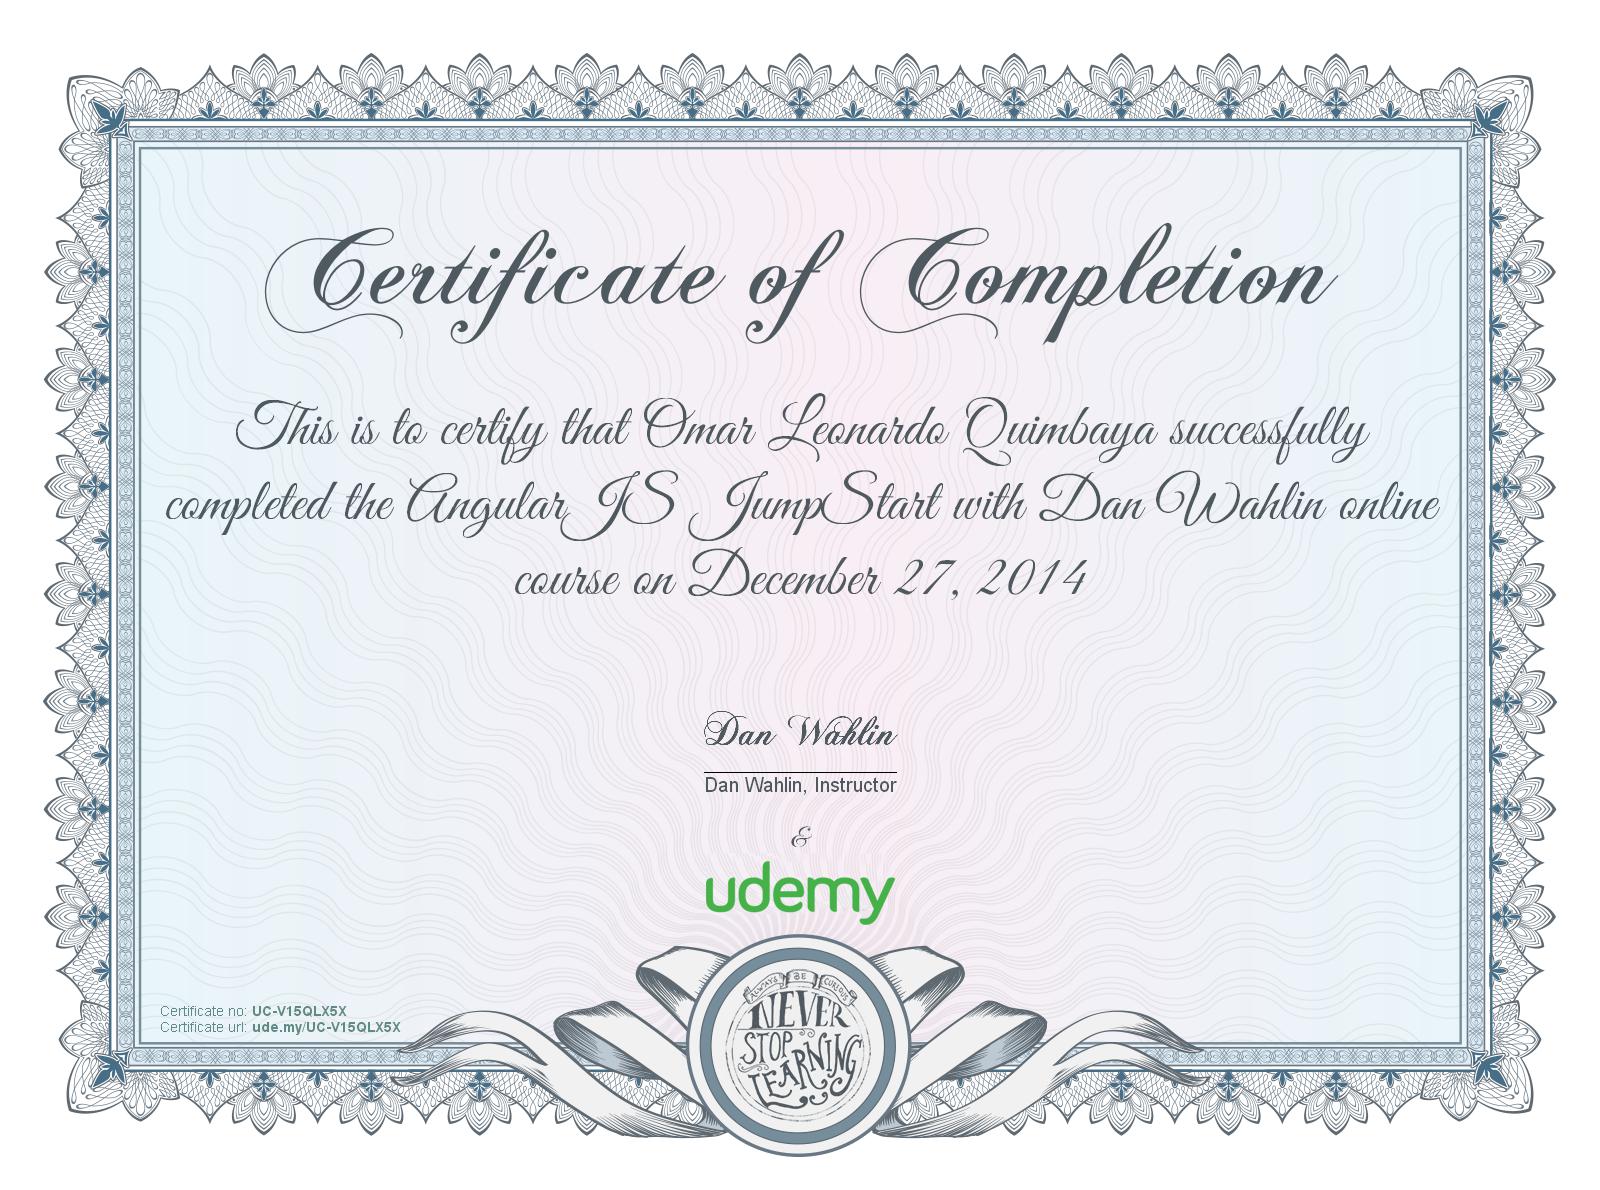 Certificate of Completion
This is to certify that Omar Leonardo Quimbaya successfully
completed the AngularJS JumpStart with Dan Wahlin online
course on December 27, 2014
Dan Wahlin
Dan Wahlin, Instructor
&
udemy
ALWAYS BE CURIOUS
NEVER
STOP
LEARNING
Certificate no: UC-V15QLX5X
Certificate url: ude.my/UC-V15QLX5X